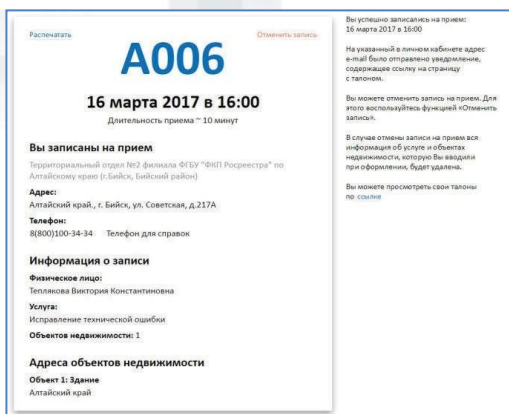 Распечатать
Отменить запись
А006
16 марта 2017 в 16:00
Длительность приема ~ 10 минут
Вы записаны на прием
Территориальный отдел №2 филиала ФГБУ "ФКП Росреестра" по
Алтайскому краю (г.Бийск, Бийский район)
Адрес:
Алтайский край., г. Бийск, ул. Советская, д.217А
Телефон:
8(800)100-34-34 Телефон для справок
Информация о записи
Физическое лицо:
Теплякова Виктория Константиновна
Услуга:
Исправление технической ошибки
Объектов недвижимости: 1
Адреса объектов недвижимости
Объект 1: Здание
Алтайский край
Вы успешно записались на прием:
16 марта 2017 в 16:00
На указанный в личном кабинете адрес
e-mail было отправлено уведомление,
содержащее ссылку на страницу
с талоном.
Вы можете отменить запись на прием. Для
этого воспользуйтесь функцией «Отменить
запись».
В случае отмены записи на прием вся
информация об услуге и объектах
недвижимости, которую Вы вводили
при оформлении, будет удалена.
Вы можете просмотреть свои талоны
по ссылке